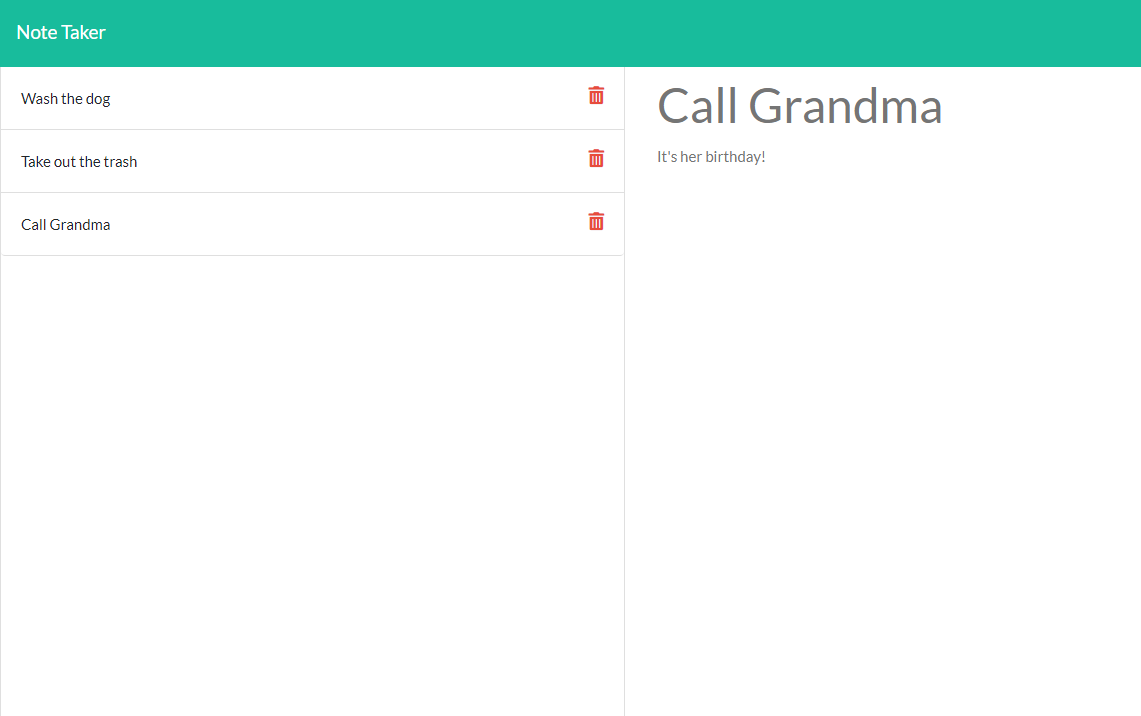 Note Taker
Wash the dog
Take out the trash
Call Grandma
Call Grandma
It's her birthday!